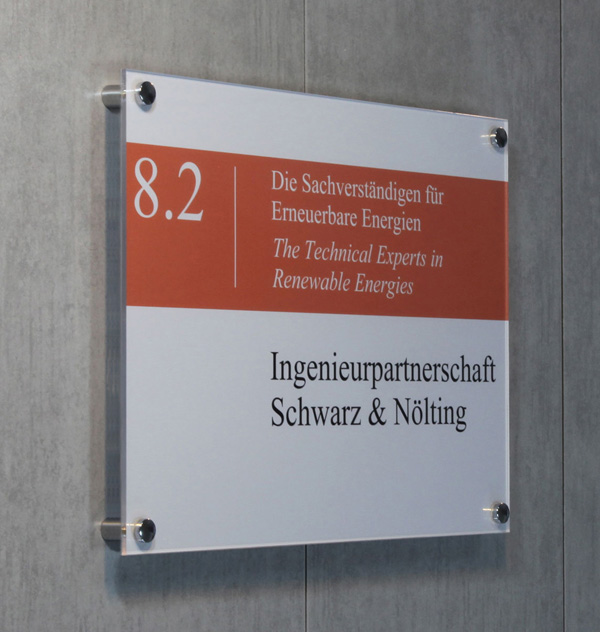 8.2
Die Sachverständigen für
Erneuerbare Energien
The Technical Experts in
Renewable Energies
Ingenieurpartnerschaft
Schwarz & Nölting